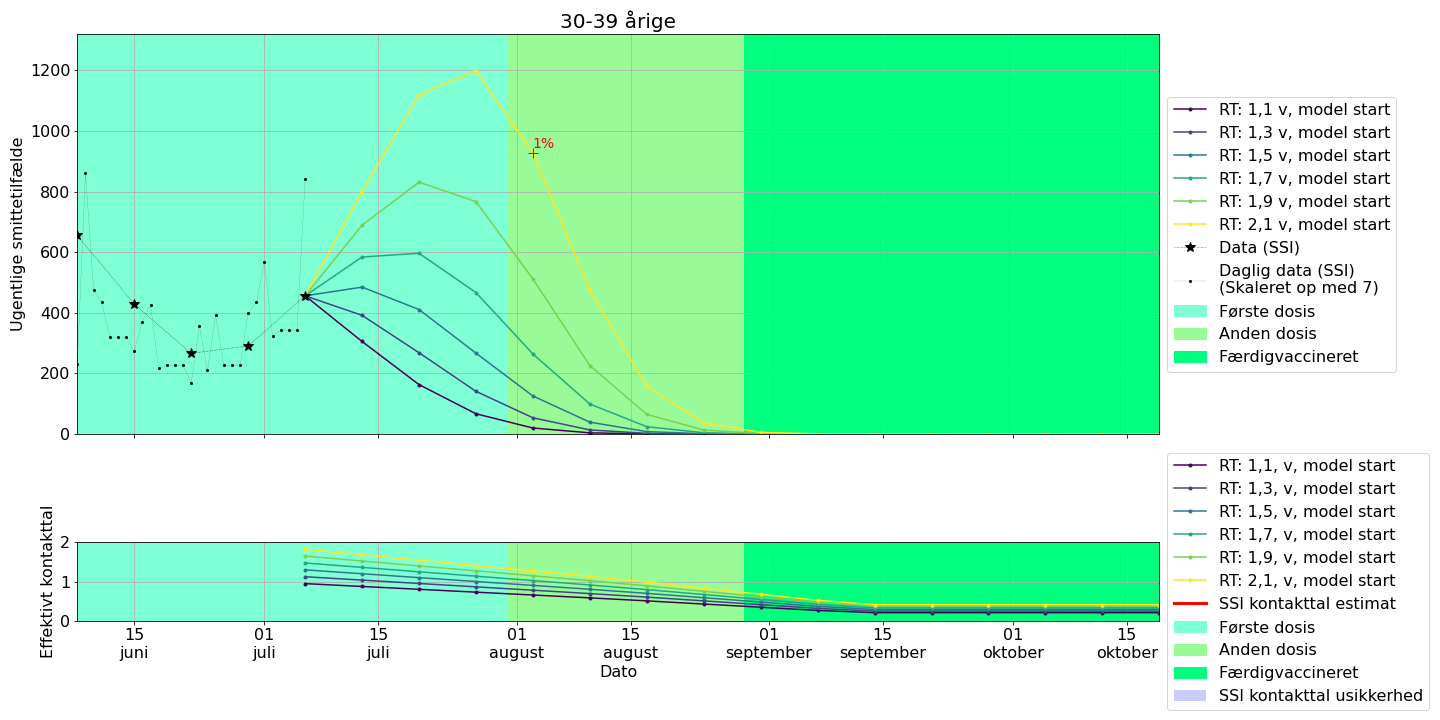 30-39 årige
Ugentlige smittetilfælde
1200
1000
800
600
400
200
0
1%
RT: 1,1 v, model start
RT: 1,3 v, model start
RT: 1,5 v, model start
RT: 1,7 v, model start
RT: 1,9 v, model start
RT: 2,1 v, model start
Data (SSI)
Daglig data (SSI)
(Skaleret op med 7)
Første dosis
Anden dosis
Færdigvaccineret
Effektivt kontakttal
2
1
0
15 01 15 01 15 01 15 01 15
juni juli juli august august september september oktober oktober
Dato
RT: 1,1, v, model start
RT: 1,3, v, model start
RT: 1,5, v, model start
RT: 1,7, v, model start
RT: 1,9, v, model start
RT: 2,1, v, model start
SSI kontakttal estimat
Første dosis
Anden dosis
Færdigvaccineret
SSI kontakttal usikkerhed